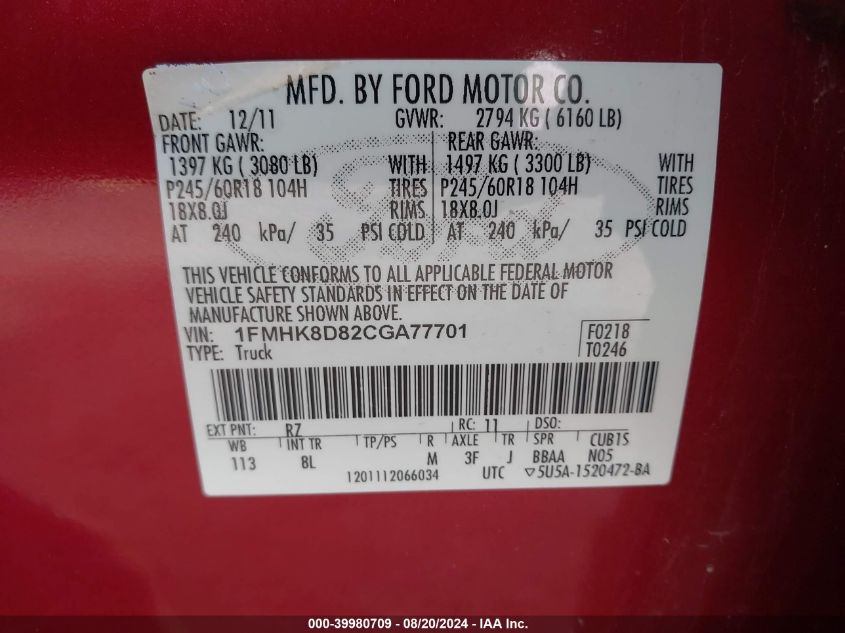 MFD. BY FORD MOTOR CO.
DATE: 12/11 GVWR: 2794 KG ( 6160 LB)
FRONT GAWR: REAR GAWR:
1397 KG ( 3080 LB) WITH 1497 KG ( 3300 LB) WITH
P245/60R18 104H TIRES P245/60R18 104H TIRES
18X8.0J RIMS 18X8.0J RIMS
AT 240 kPa/ 35 PSI COLD AT 240 kPa/ 35 PSI COLD
THIS VEHICLE CONFORMS TO ALL APPLICABLE FEDERAL MOTOR
VEHICLE SAFETY STANDARDS IN EFFECT ON THE DATE OF
MANUFACTURE SHOWN ABOVE.
VIN: 1FMHK8D82CGA77701 F0218
TYPE: Truck T0246
EXT PNT: RZ RC: 11 DSO:
WB INT TR TP/PS R AXLE TR SPR CUB1S
113 8L M 3F J BBAA N05
1201112066034 UTC ▽5U5A-1520472-BA
000-39980709 — 08/20/2024 — IAA Inc.